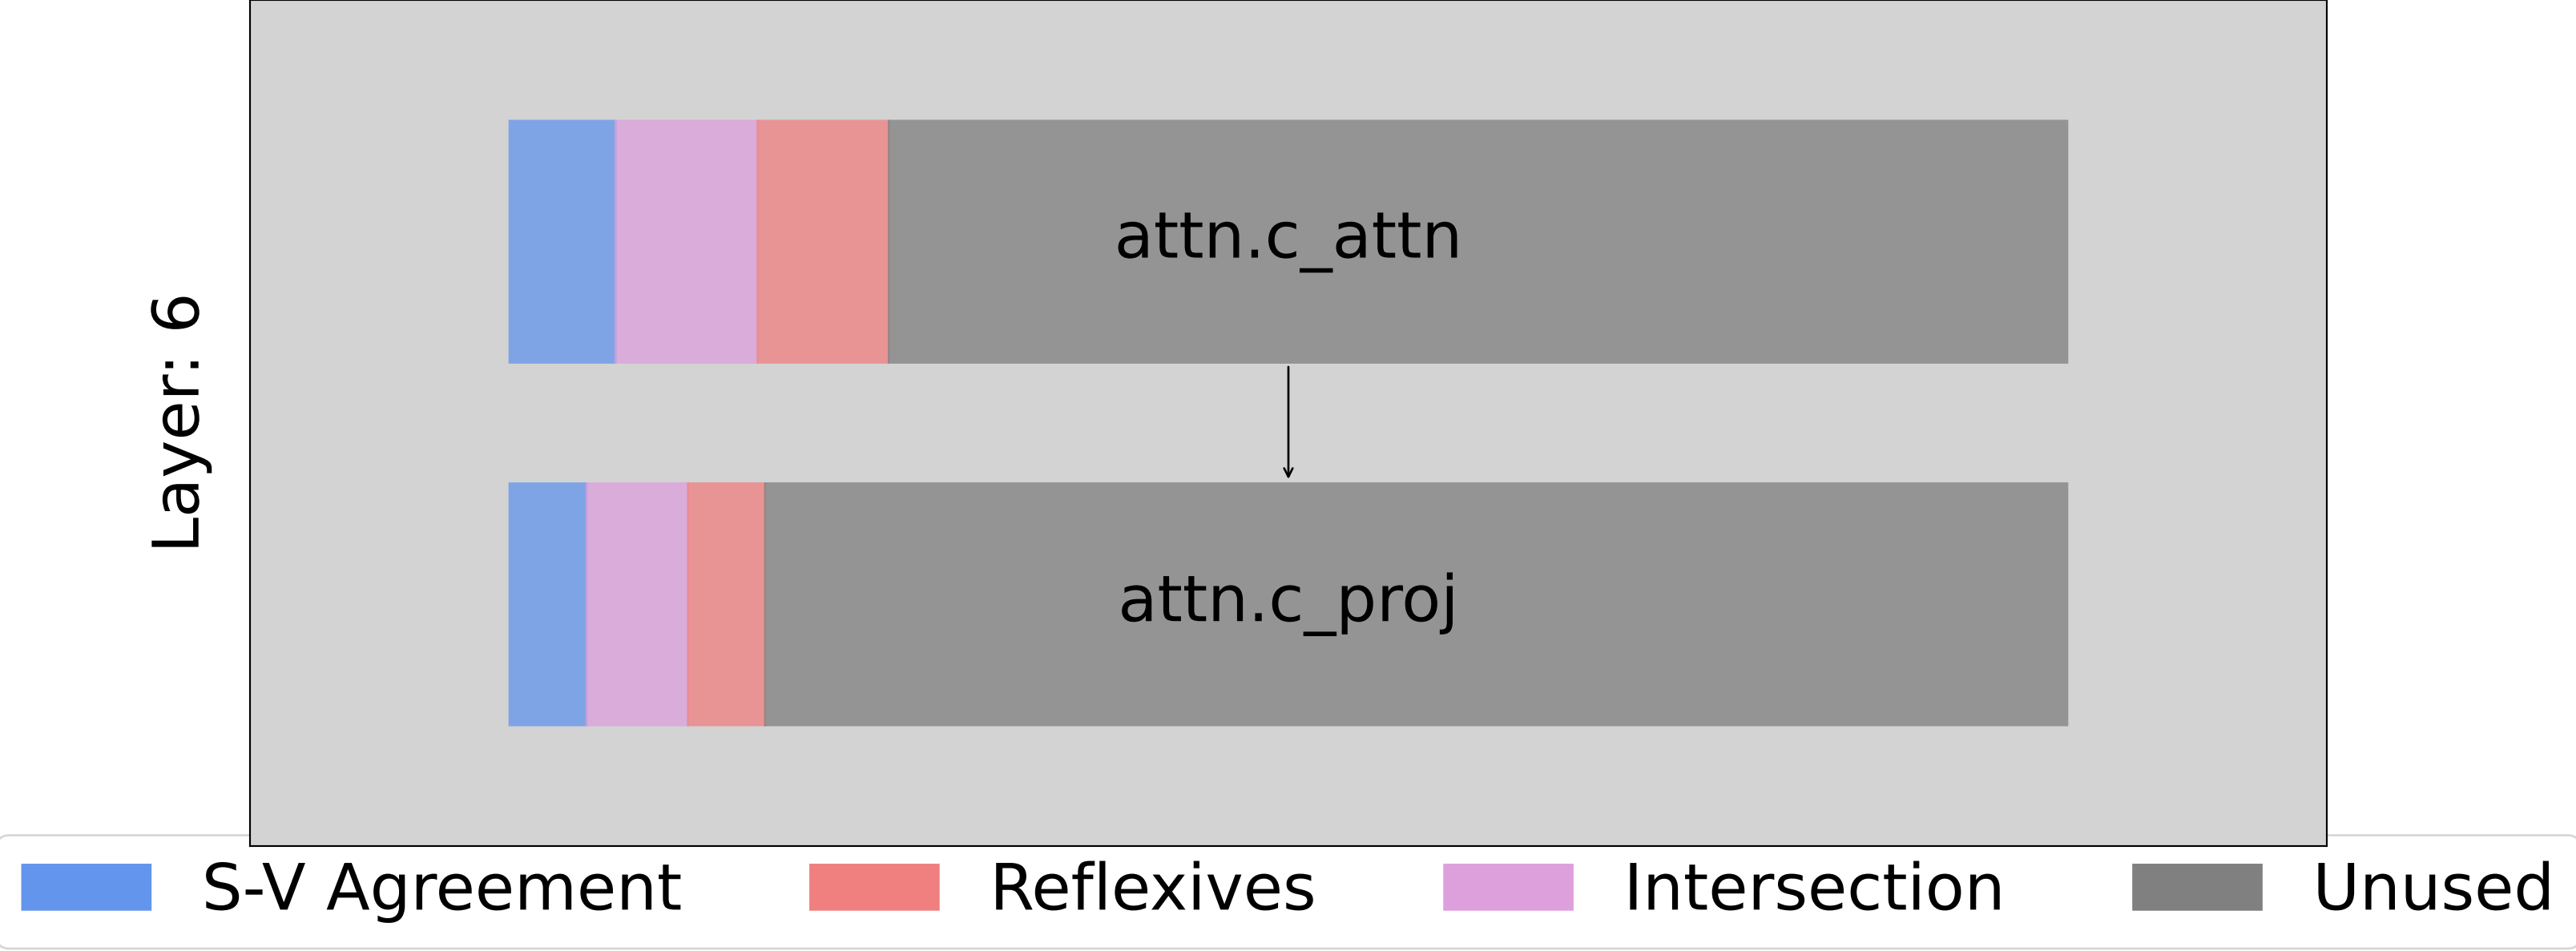 Layer: 6
attn.c_attn
attn.c_proj
S-V Agreement
Reflexives
Intersection
Unused